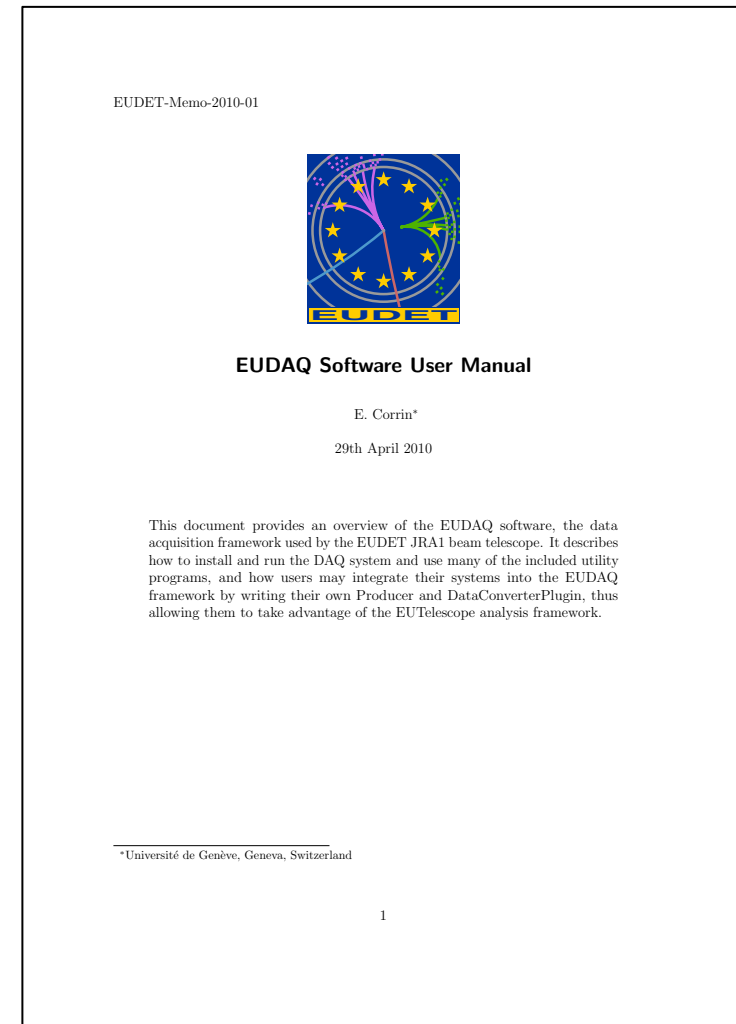 EUDET-Memo-2010-01
EUDET
EUDAQ Software User Manual
E. Corrin*
29th April 2010
This document provides an overview of the EUDAQ software, the data
acquisition framework used by the EUDET JRA1 beam telescope. It describes
how to install and run the DAQ system and use many of the included utility
programs, and how users may integrate their systems into the EUDAQ
framework by writing their own Producer and DataConverterPlugin, thus
allowing them to take advantage of the EUTelescope analysis framework.
*Université de Genève, Geneva, Switzerland
1